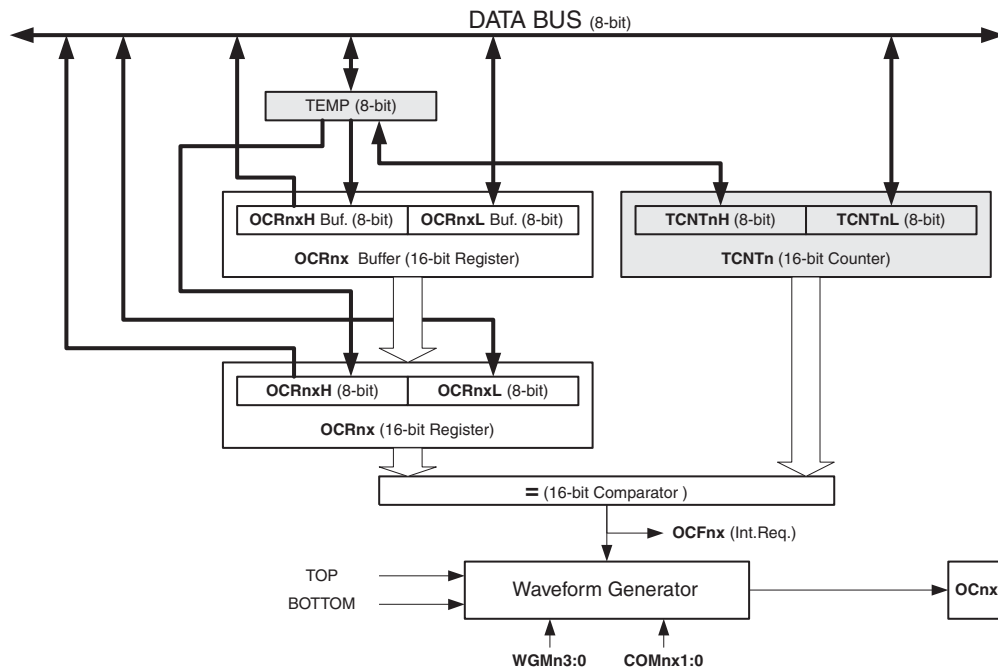 DATA BUS (8-bit)
TEMP (8-bit)
OCRnxH Buf. (8-bit) OCRnxL Buf. (8-bit)
OCRnx Buffer (16-bit Register)
TCNTnH (8-bit) TCNTnL (8-bit)
TCNTn (16-bit Counter)
OCRnxH (8-bit) OCRnxL (8-bit)
OCRnx (16-bit Register)
= (16-bit Comparator )
OCFnx (Int.Req.)
TOP
BOTTOM
Waveform Generator
OCnx
WGMn3:0 COMnx1:0